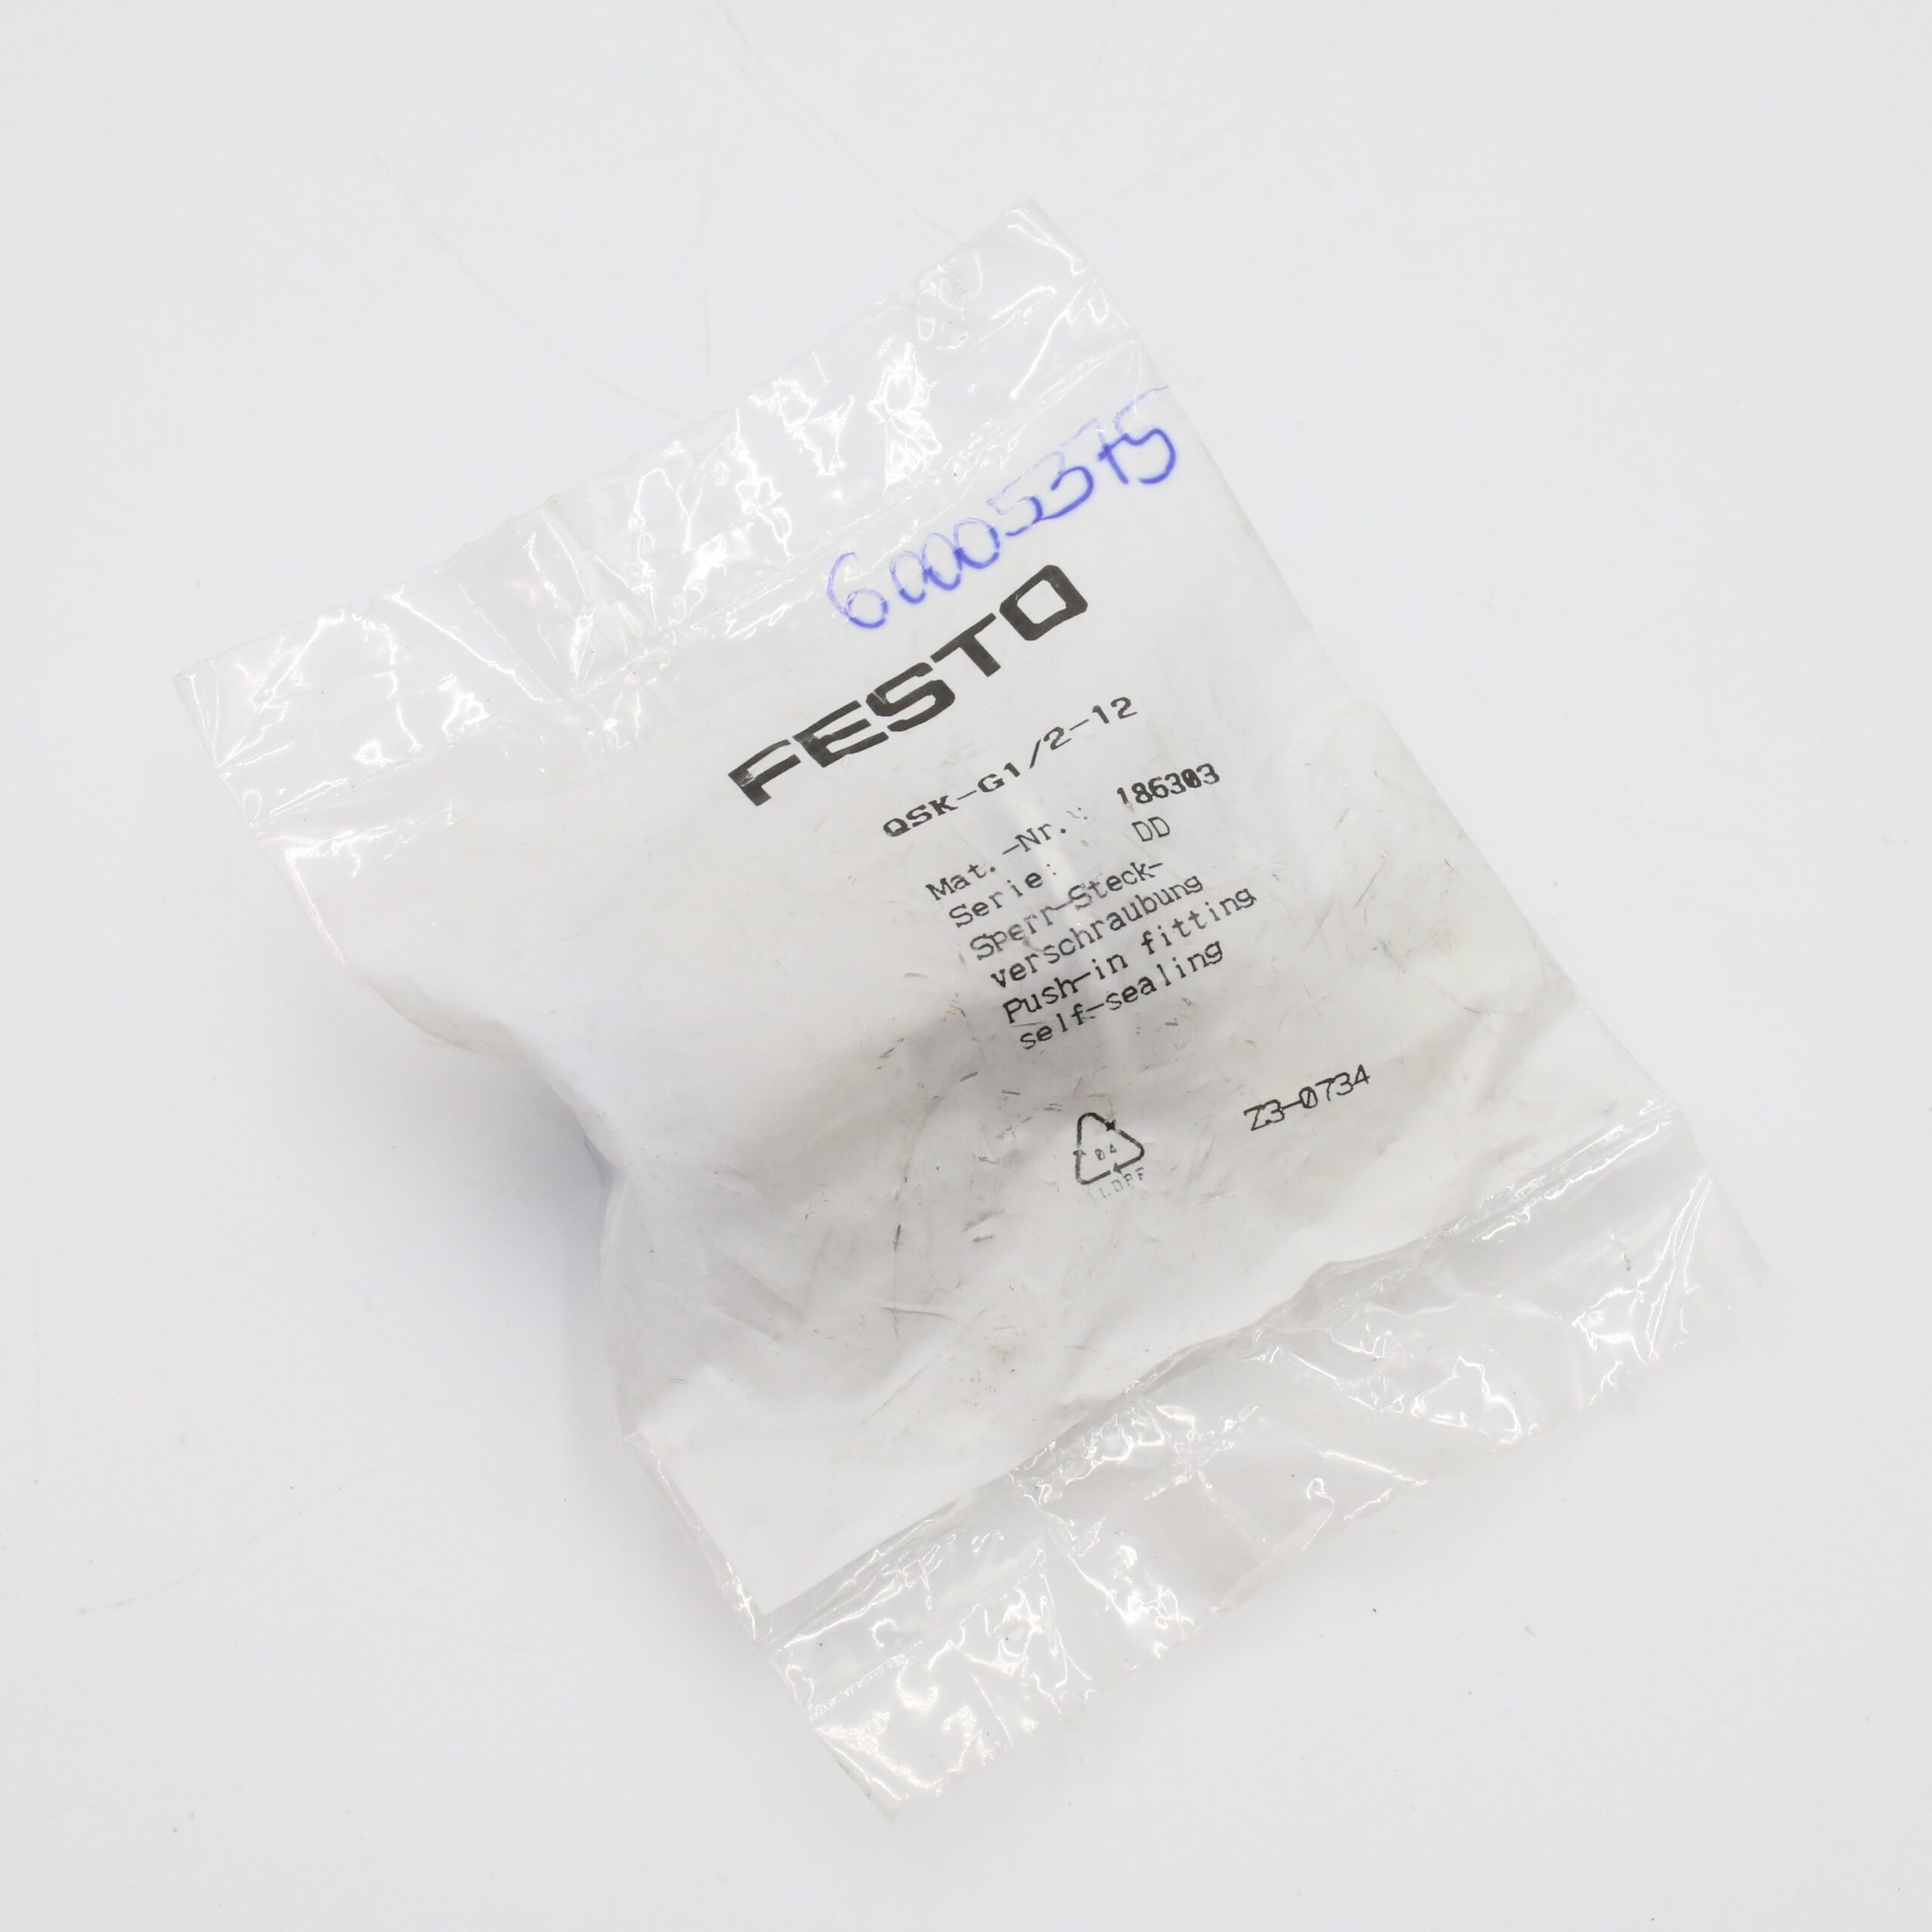 60005375
FESTO
QSK-G1/2-12
Mat.-Nr.: 186303
Serie: DD
Sperr-Steck-
verschraubung
Push-in fitting
self-sealing
Z3-0734
04
LDPE